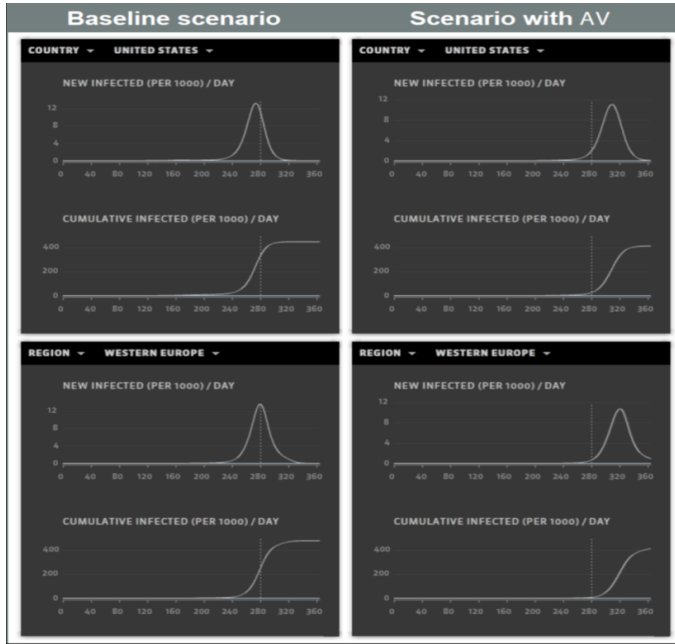 Baseline scenario
Scenario with AV
COUNTRY UNITED STATES
NEW INFECTED (PER 1000) / DAY
12
8
4
0
0 40 80 120 160 200 240 280 320 360
CUMULATIVE INFECTED (PER 1000) / DAY
400
200
0
0 40 80 120 160 200 240 280 320 360
COUNTRY UNITED STATES
NEW INFECTED (PER 1000) / DAY
12
8
4
0
0 40 80 120 160 200 240 280 320 360
CUMULATIVE INFECTED (PER 1000) / DAY
400
200
0
0 40 80 120 160 200 240 280 320 360
REGION WESTERN EUROPE
NEW INFECTED (PER 1000) / DAY
12
8
4
0
0 40 80 120 160 200 240 280 320 360
CUMULATIVE INFECTED (PER 1000) / DAY
400
200
0
0 40 80 120 160 200 240 280 320 360
REGION WESTERN EUROPE
NEW INFECTED (PER 1000) / DAY
12
8
4
0
0 40 80 120 160 200 240 280 320 360
CUMULATIVE INFECTED (PER 1000) / DAY
400
200
0
0 40 80 120 160 200 240 280 320 360